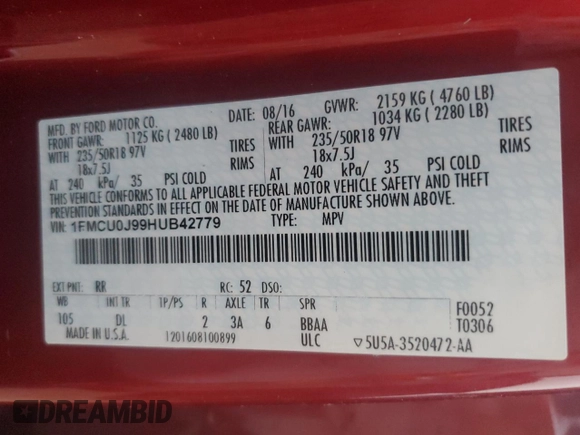 MFD. BY FORD MOTOR CO.
DATE: 08/16 GVWR: 2159 KG ( 4760 LB)
FRONT GAWR: 1125 KG ( 2480 LB)
REAR GAWR: 1034 KG ( 2280 LB)
WITH 235/50R18 97V TIRES
WITH 235/50R18 97V TIRES
18x7.5J RIMS
18x7.5J RIMS
AT 240 kPa/ 35 PSI COLD
AT 240 kPa/ 35 PSI COLD
THIS VEHICLE CONFORMS TO ALL APPLICABLE FEDERAL MOTOR VEHICLE SAFETY AND THEFT
PREVENTION STANDARDS IN EFFECT ON THE DATE OF MANUFACTURE SHOWN ABOVE.
VIN: 1FMCU0J99HUB42779 TYPE: MPV
EXT PNT: RR RC: 52 DSO:
WB INT TR TP/PS R AXLE TR SPR
105 DL 2 3A 6 BBAA
F0052
T0306
MADE IN U.S.A. 1201608100899 ULC ▽5U5A-3520472-AA
DREAMBID